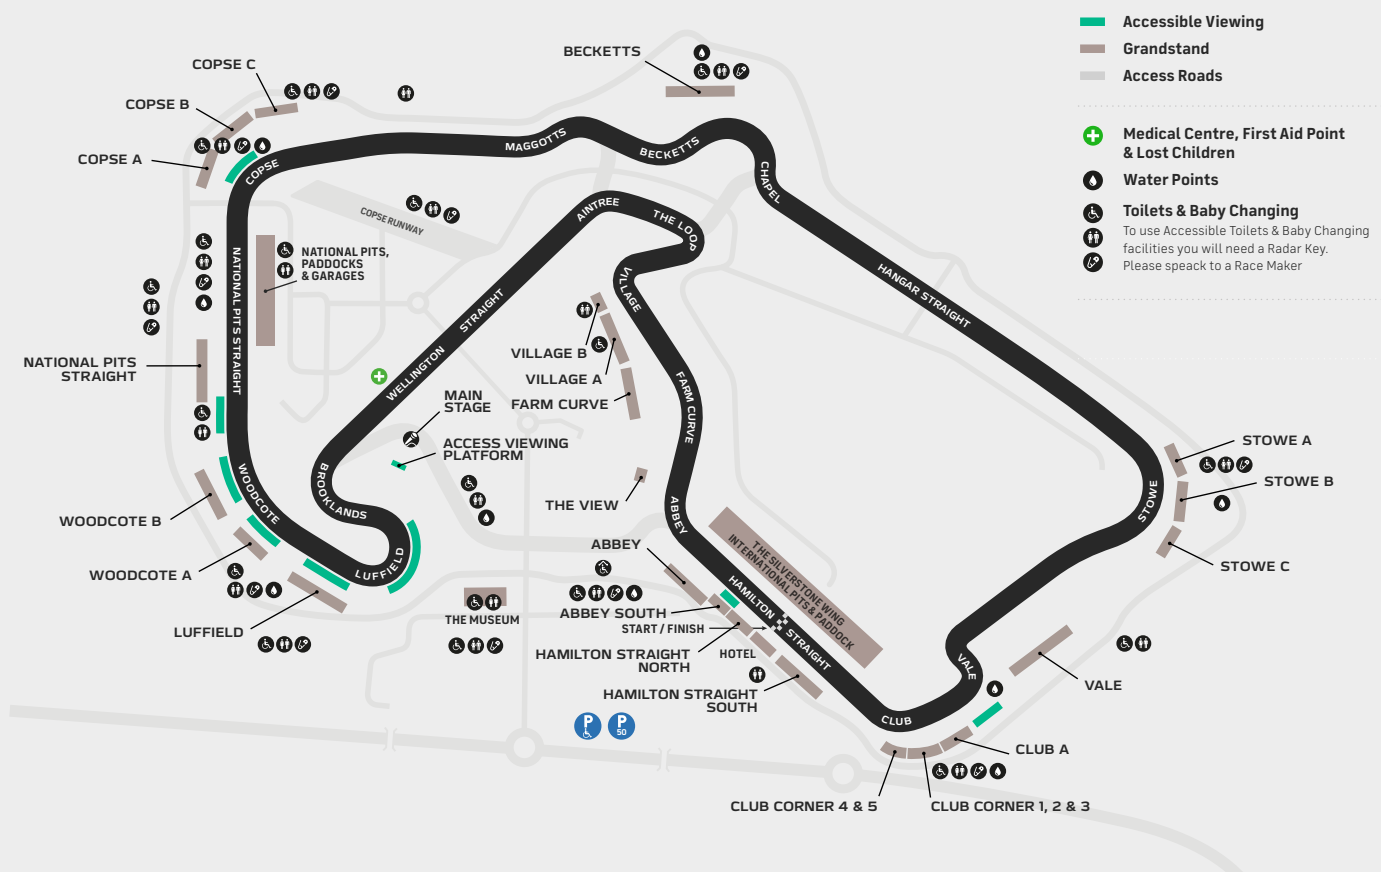 Accessible Viewing
Grandstand
Access Roads
Medical Centre, First Aid Point
& Lost Children
Water Points
Toilets & Baby Changing
To use Accessible Toilets & Baby Changing
facilities you will need a Radar Key.
Please speack to a Race Maker
BECKETTS
COPSE C
COPSE B
COPSE A
COPSE
MAGGOTTS
BECKETTS
CHAPEL
COPSE RUNWAY
AINTREE
THE LOOP
NATIONAL PITS,
PADDOCKS
& GARAGES
NATIONAL PITS STRAIGHT
VILLAGE
HANGAR STRAIGHT
WELLINGTON STRAIGHT
VILLAGE B
VILLAGE A
FARM CURVE
FARM CURVE
NATIONAL PITS
STRAIGHT
MAIN
STAGE
ACCESS VIEWING
PLATFORM
STOWE A
STOWE B
STOWE
STOWE C
WOODCOTE
BROOKLANDS
WOODCOTE B
WOODCOTE A
LUFFIELD
LUFFIELD
THE VIEW
ABBEY
ABBEY
THE SILVERSTONE WING
INTERNATIONAL PITS & PADDOCK
HAMILTON STRAIGHT
THE MUSEUM
ABBEY SOUTH
START / FINISH
HAMILTON STRAIGHT
NORTH
HOTEL
HAMILTON STRAIGHT
SOUTH
VALE
VALE
CLUB
CLUB A
P
P
50
CLUB CORNER 4 & 5
CLUB CORNER 1, 2 & 3